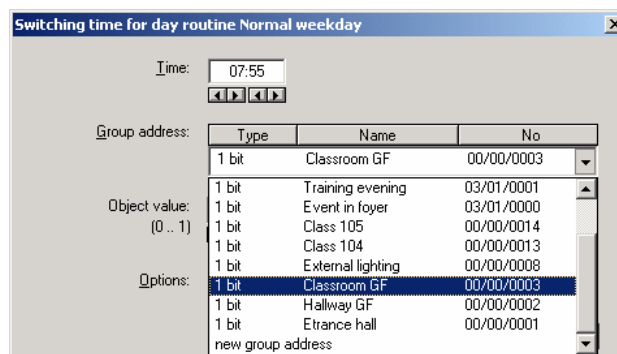 Switching time for day routine Normal weekday
Time: 07:55
Group address: Type Name No
1 bit Classroom GF 00/00/0003
1 bit Training evening 03/01/0001
Object value: 1 bit Event in foyer 03/01/0000
(0 .. 1) 1 bit Class 105 00/00/0014
1 bit Class 104 00/00/0013
1 bit External lighting 00/00/0008
Options: 1 bit Classroom GF 00/00/0003
1 bit Hallway GF 00/00/0002
1 bit Etrance hall 00/00/0001
new group address